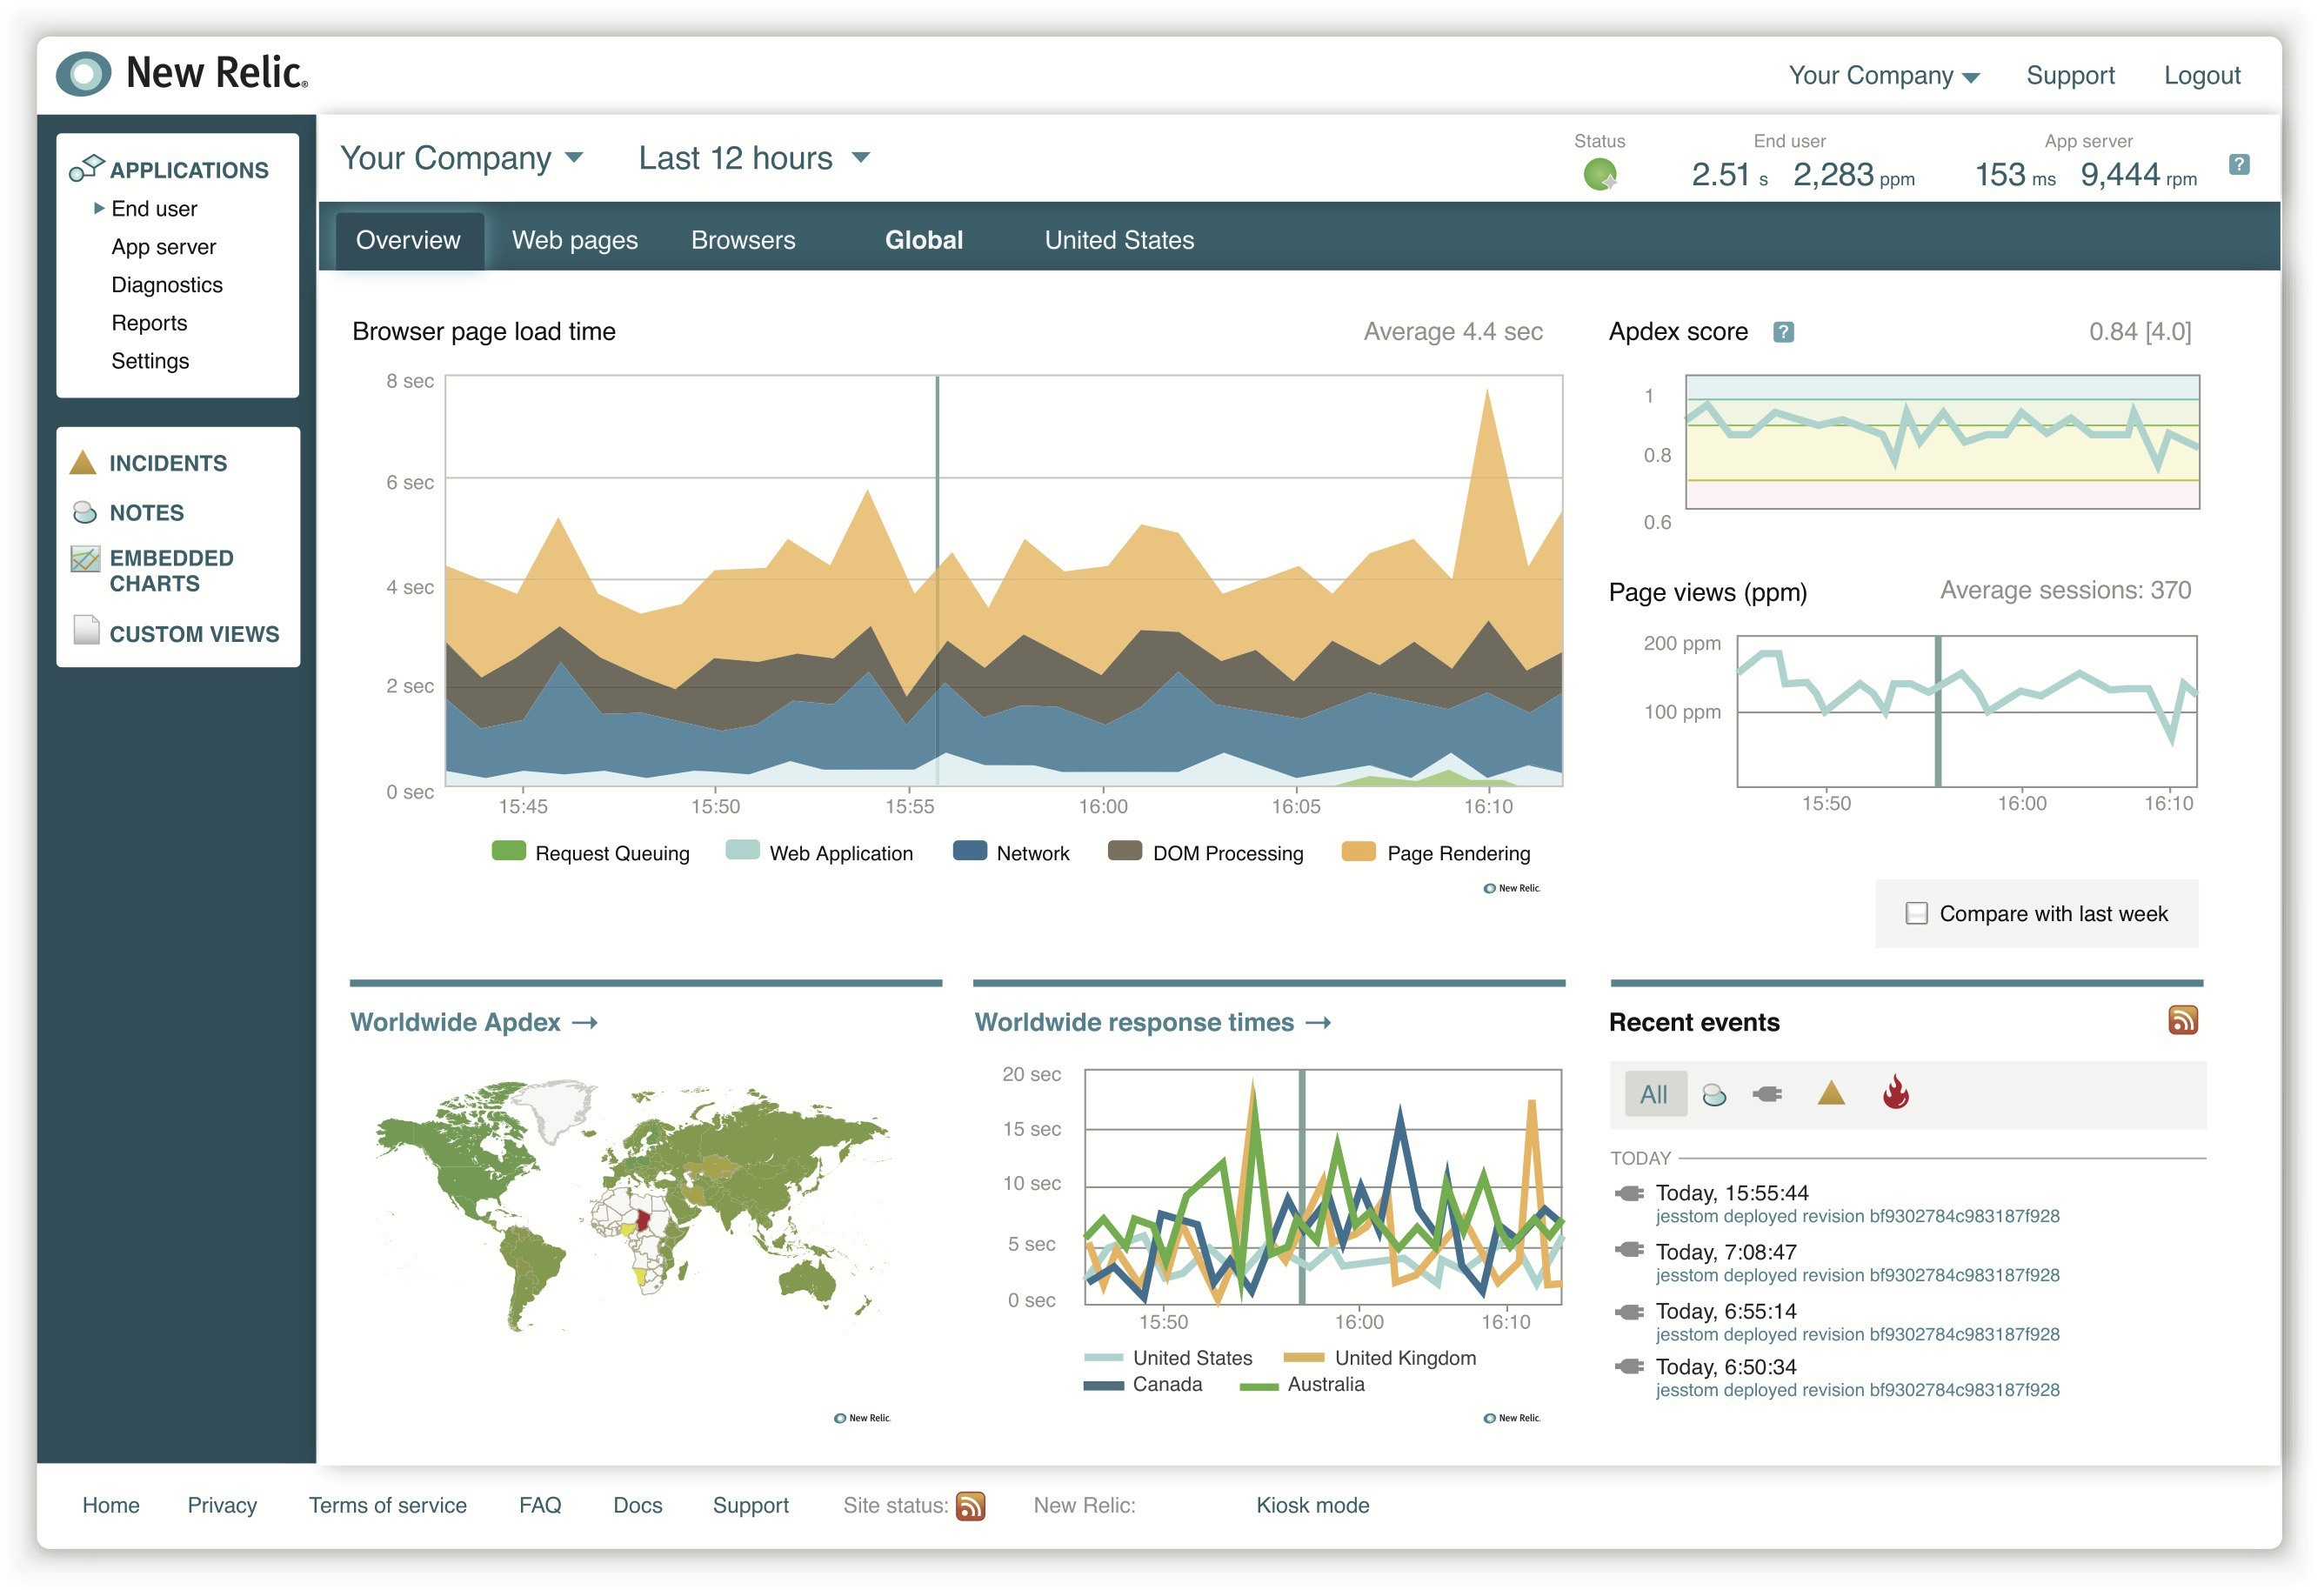 New Relic®
Your Company
Support
Logout
APPLICATIONS
End user
App server
Diagnostics
Reports
Settings
INCIDENTS
NOTES
EMBEDDED
CHARTS
CUSTOM VIEWS
Your Company
Last 12 hours
Status
End user
2.51 s 2,283 ppm
App server
153 ms 9,444 rpm
?
Overview
Web pages
Browsers
Global
United States
Browser page load time
Average 4.4 sec
8 sec
6 sec
4 sec
2 sec
0 sec
15:45
15:50
15:55
16:00
16:05
16:10
Request Queuing
Web Application
Network
DOM Processing
Page Rendering
New Relic.
Apdex score ?
0.84 [4.0]
1
0.8
0.6
Page views (ppm)
Average sessions: 370
200 ppm
100 ppm
15:50
16:00
16:10
Compare with last week
Worldwide Apdex →
New Relic.
Worldwide response times →
20 sec
15 sec
10 sec
5 sec
0 sec
15:50
16:00
16:10
United States
United Kingdom
Canada
Australia
New Relic.
Recent events
All
TODAY
Today, 15:55:44
jesstom deployed revision bf9302784c983187f928
Today, 7:08:47
jesstom deployed revision bf9302784c983187f928
Today, 6:55:14
jesstom deployed revision bf9302784c983187f928
Today, 6:50:34
jesstom deployed revision bf9302784c983187f928
Home
Privacy
Terms of service
FAQ
Docs
Support
Site status:
New Relic:
Kiosk mode